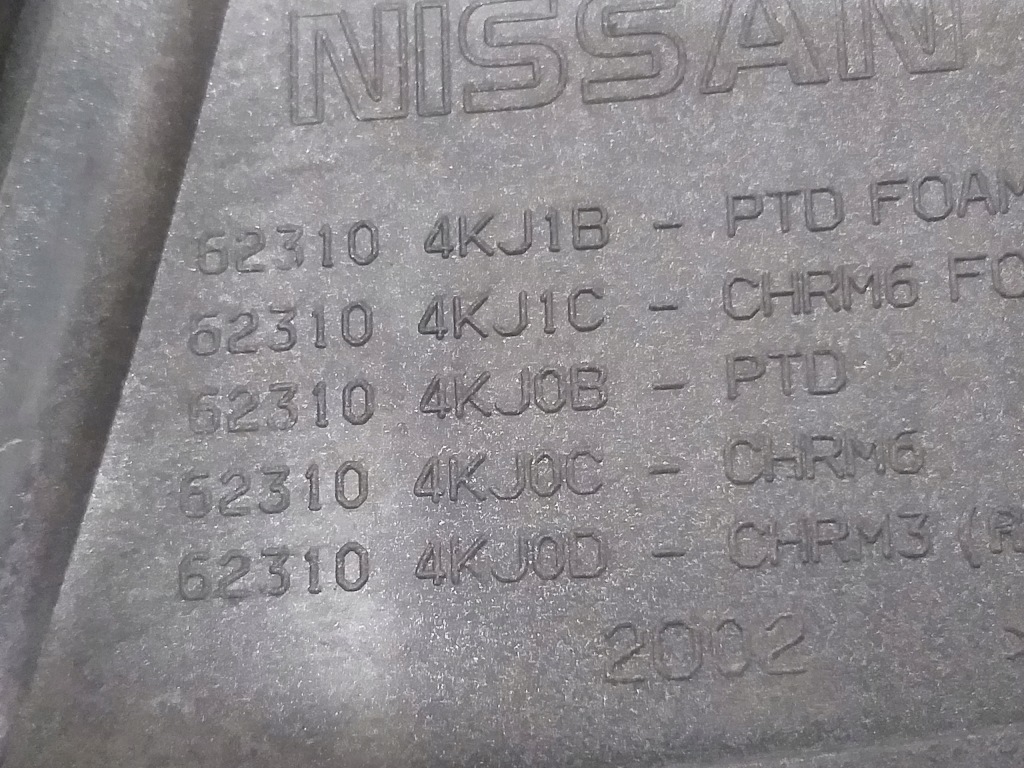 NISSAN
62310 4KJ1B - PTD FOAM
62310 4KJ1C - CHRM6 FO
62310 4KJ0B - PTD
62310 4KJ0C - CHRM6
62310 4KJ0D - CHRM3 (R
2002 >